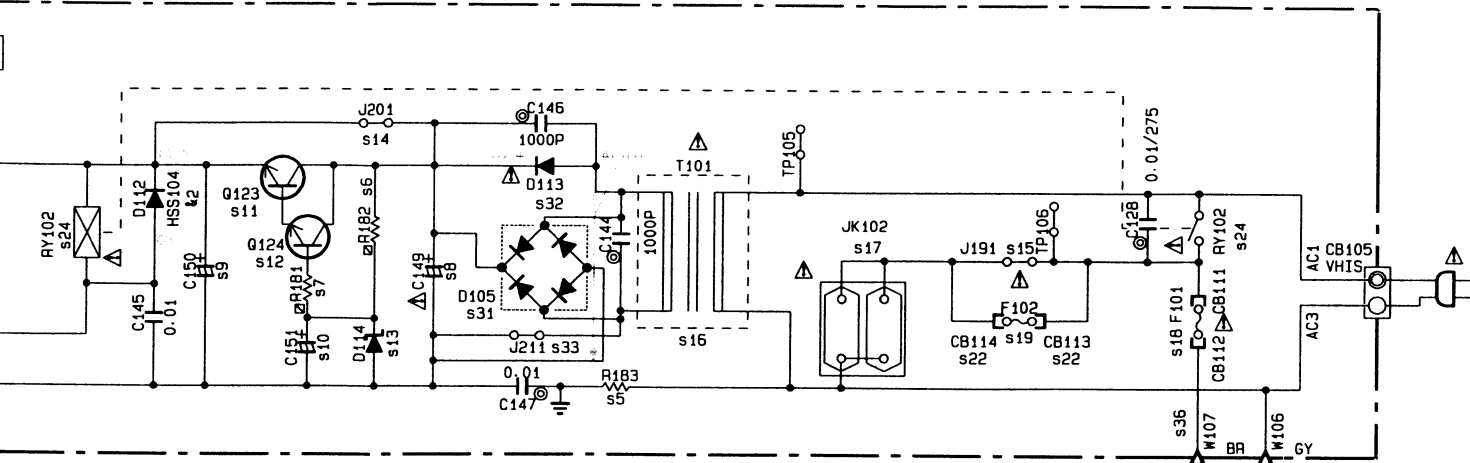 J201
s14
C146
1000P
0.01/275
T101
TP105
D113
s32
D112
HSS104
&2
Q123
s11
R182 s6
RY102
s24
C144
1000P
TP106
C128
RY102
s24
JK102
s17
Q124
s12
C150
s9
R181
s7
C149
s8
J191 s15
AC1
CB105
VHIS
D105
s31
F102
s19
CB114
s22
CB113
s22
s18 F101
CB111
CB112
C145
0.01
C151
s10
D114
s13
J211 s33
s16
AC3
0.01
C147
R183
s5
s36
W107
BR
W106
GY